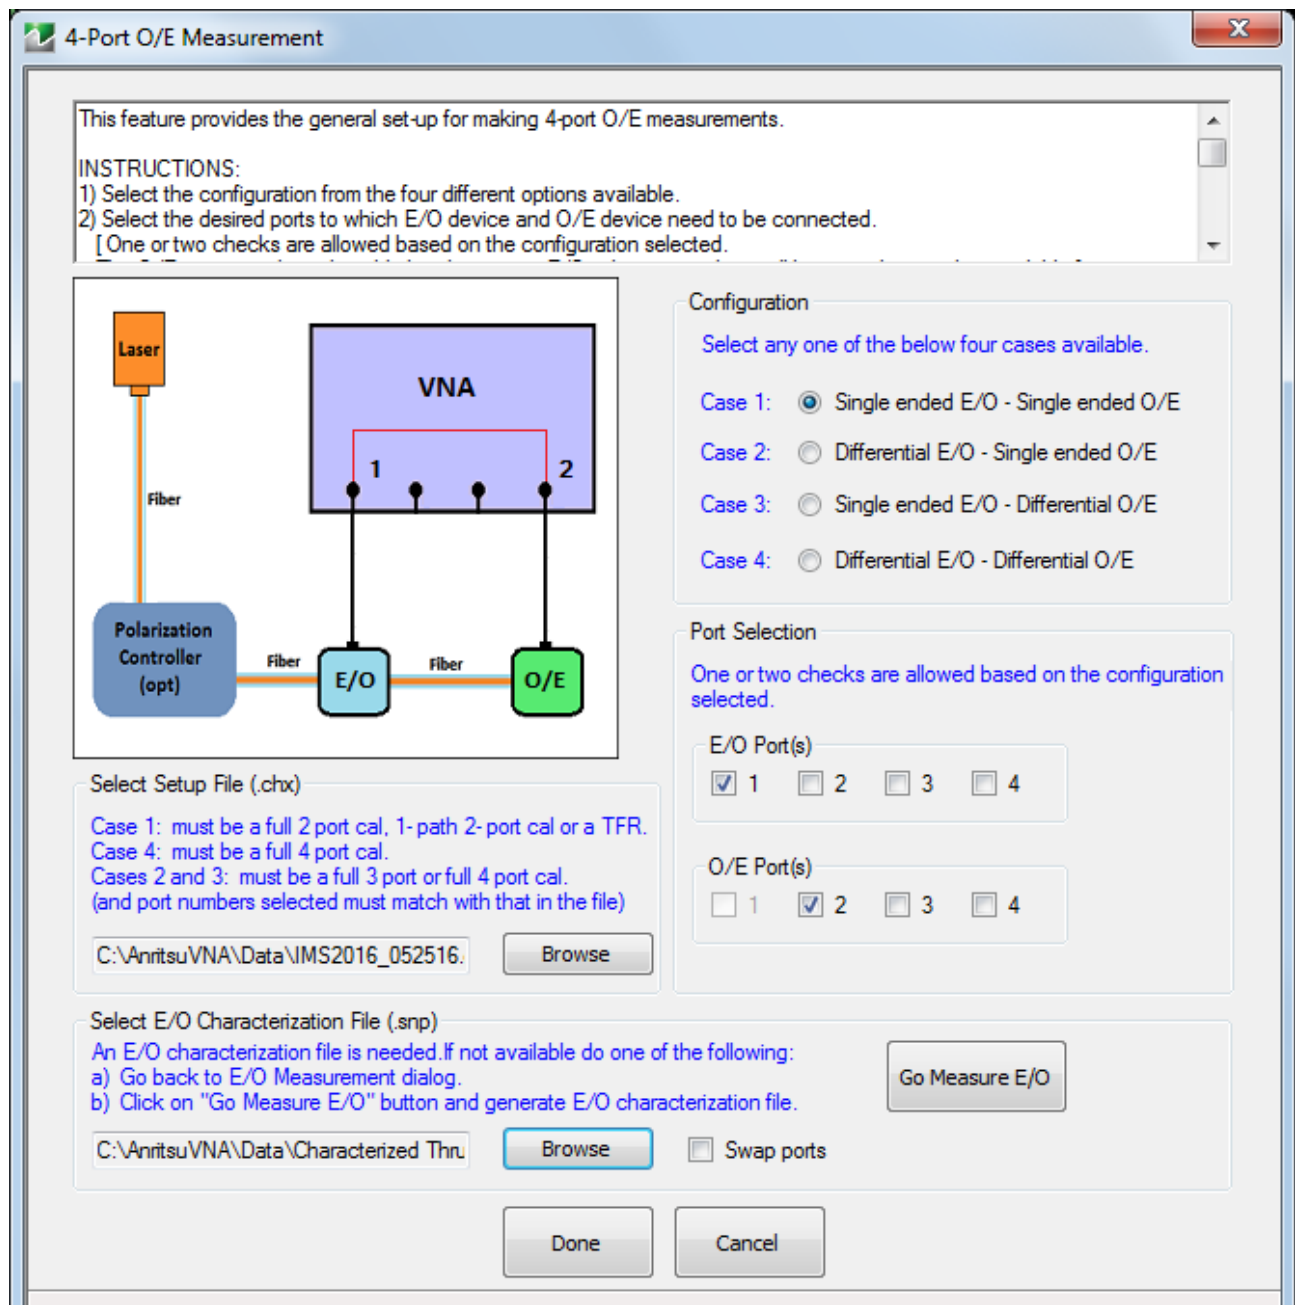 4-Port O/E Measurement
This feature provides the general set-up for making 4-port O/E measurements.
INSTRUCTIONS:
1) Select the configuration from the four different options available.
2) Select the desired ports to which E/O device and O/E device need to be connected.
[ One or two checks are allowed based on the configuration selected.
Laser
VNA
1
2
Fiber
Polarization
Controller
(opt)
Fiber
E/O
Fiber
O/E
Configuration
Select any one of the below four cases available.
Case 1: Single ended E/O - Single ended O/E
Case 2: Differential E/O - Single ended O/E
Case 3: Single ended E/O - Differential O/E
Case 4: Differential E/O - Differential O/E
Port Selection
One or two checks are allowed based on the configuration
selected.
E/O Port(s)
1 2 3 4
O/E Port(s)
1 2 3 4
Select Setup File (.chx)
Case 1: must be a full 2 port cal, 1- path 2- port cal or a TFR.
Case 4: must be a full 4 port cal.
Cases 2 and 3: must be a full 3 port or full 4 port cal.
(and port numbers selected must match with that in the file)
C:\AnritsuVNA\Data\IMS2016_052516. Browse
Select E/O Characterization File (.snp)
An E/O characterization file is needed.If not available do one of the following:
a) Go back to E/O Measurement dialog.
b) Click on "Go Measure E/O" button and generate E/O characterization file.
Go Measure E/O
C:\AnritsuVNA\Data\Characterized Thru Browse Swap ports
Done Cancel